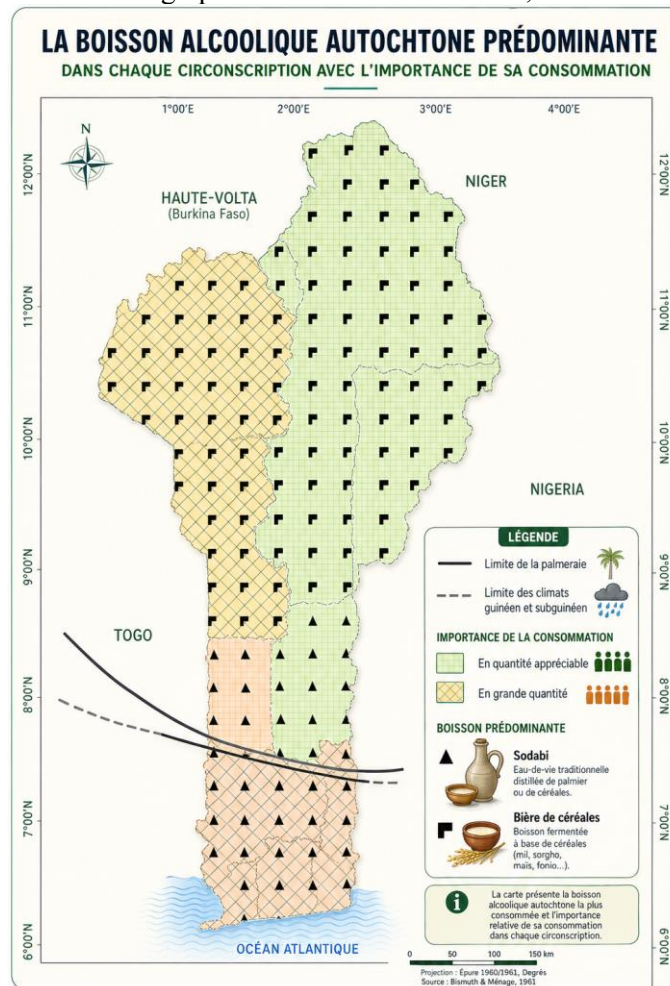 LA BOISSON ALCOOLIQUE AUTOCHTONE PRÉDOMINANTE
DANS CHAQUE CIRCONSCRIPTION AVEC L'IMPORTANCE DE SA CONSOMMATION
1°00'E 2°00'E 3°00'E 4°00'E
N
12°00'N
12°00'N
HAUTE-VOLTA
(Burkina Faso)
NIGER
11°00'N
11°00'N
10°00'N
10°00'N
NIGERIA
9°00'N
9°00'N
TOGO
8°00'N
8°00'N
7°00'N
7°00'N
6°00'N
6°00'N
OCÉAN ATLANTIQUE
LÉGENDE
Limite de la palmeraie
Limite des climats
guinéen et subguinéen
IMPORTANCE DE LA CONSOMMATION
En quantité appréciable
En grande quantité
BOISSON PRÉDOMINANTE
Sodabi
Eau-de-vie traditionnelle
distillée de palmier
ou de céréales.
Bière de céréales
Boisson fermentée
à base de céréales
(mil, sorgho,
maïs, fonio...).
i
La carte présente la boisson
alcoolique autochtone la plus
consommée et l'importance
relative de sa consommation
dans chaque circonscription.
0 50 100 150 km
Projection : Épure 1960/1961, Degrés
Source : Bismuth & Ménage, 1961